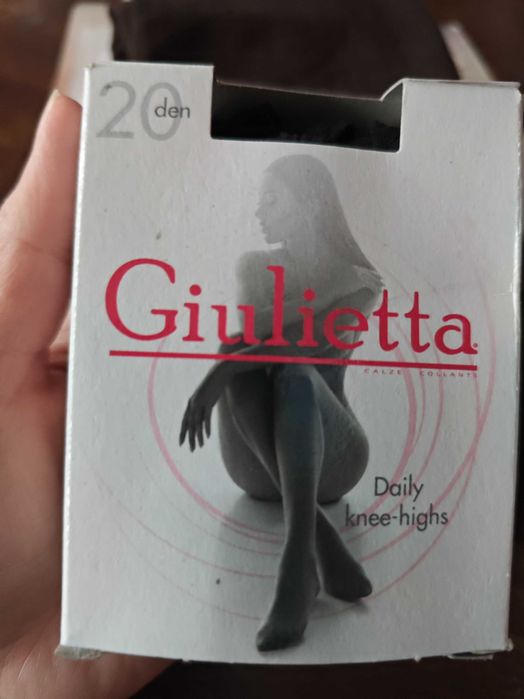 20 den
Giulietta
CALZE COLLANTS
Daily
knee-highs